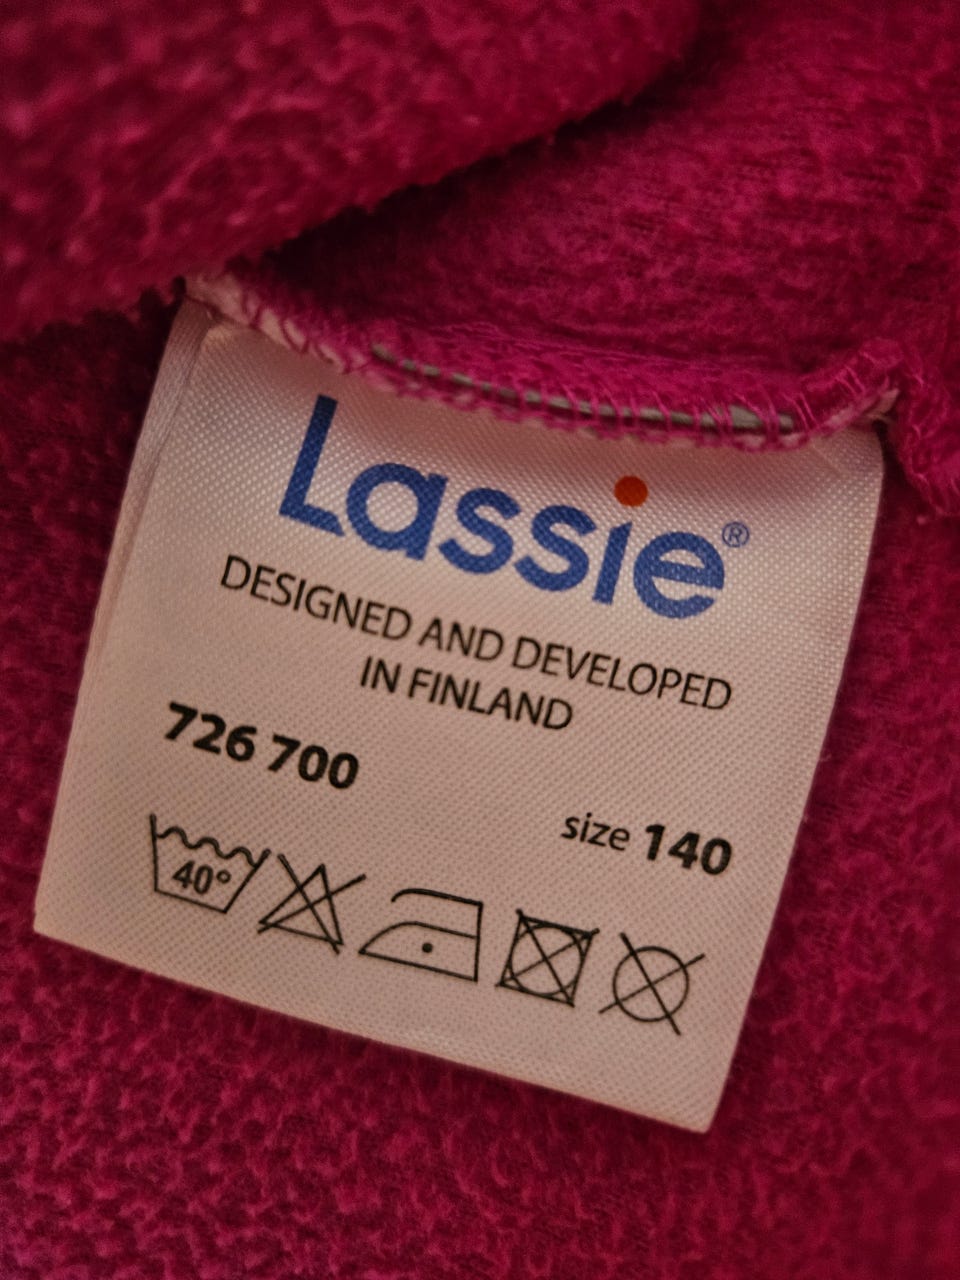 Lassie®
DESIGNED AND DEVELOPED
IN FINLAND
726 700
size 140
40°